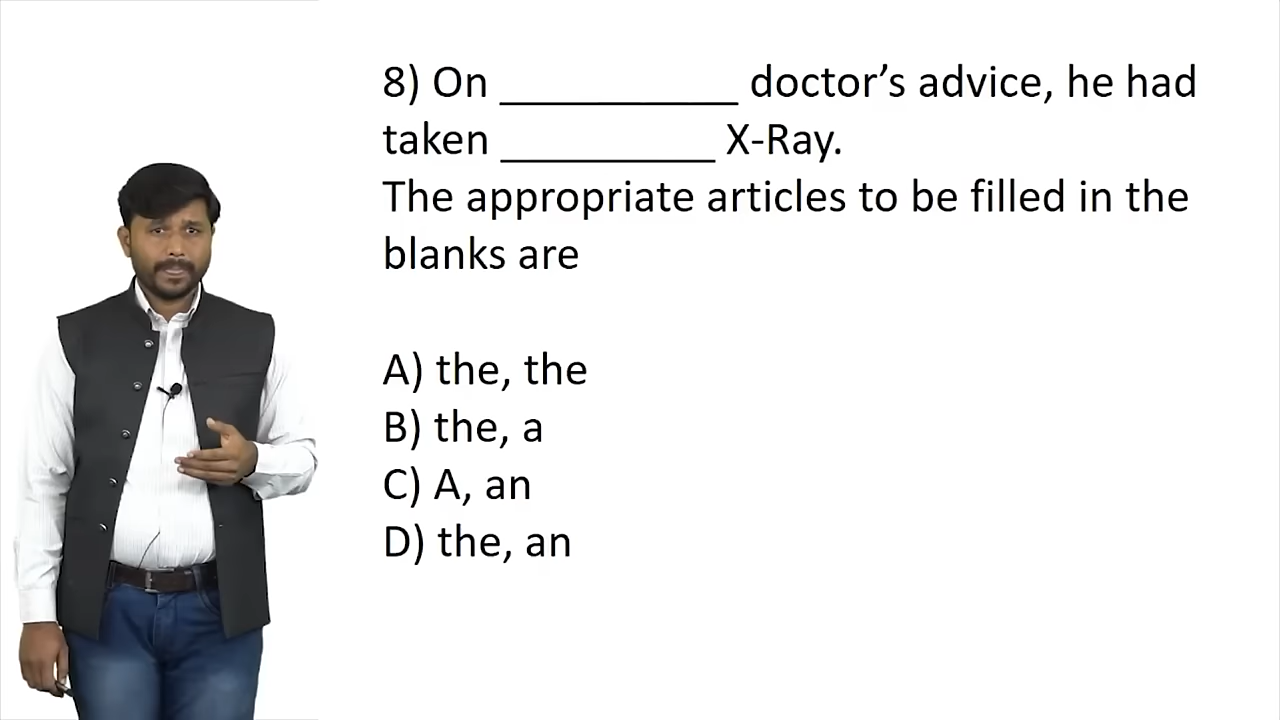 8) On ___________ doctor’s advice, he had
taken __________ X-Ray.
The appropriate articles to be filled in the
blanks are
A) the, the
B) the, a
C) A, an
D) the, an